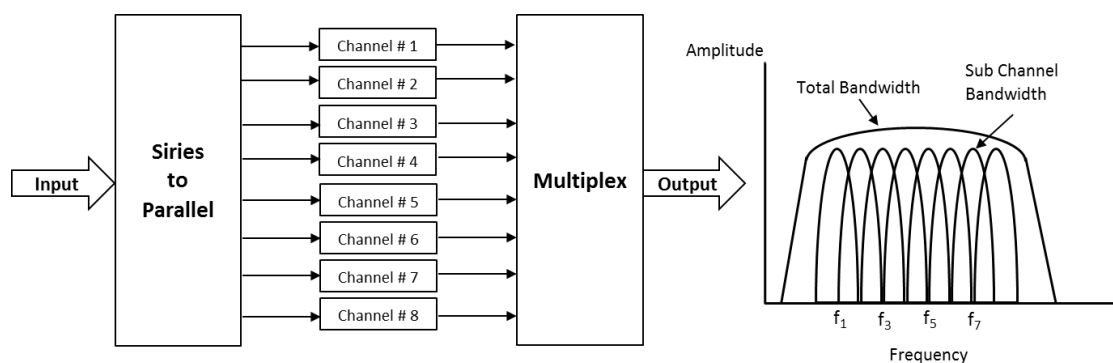 Input
Siries
to
Parallel
Channel # 1
Channel # 2
Channel # 3
Channel # 4
Channel # 5
Channel # 6
Channel # 7
Channel # 8
Multiplex
Output
Amplitude
Total Bandwidth
Sub Channel
Bandwidth
f1 f3 f5 f7
Frequency